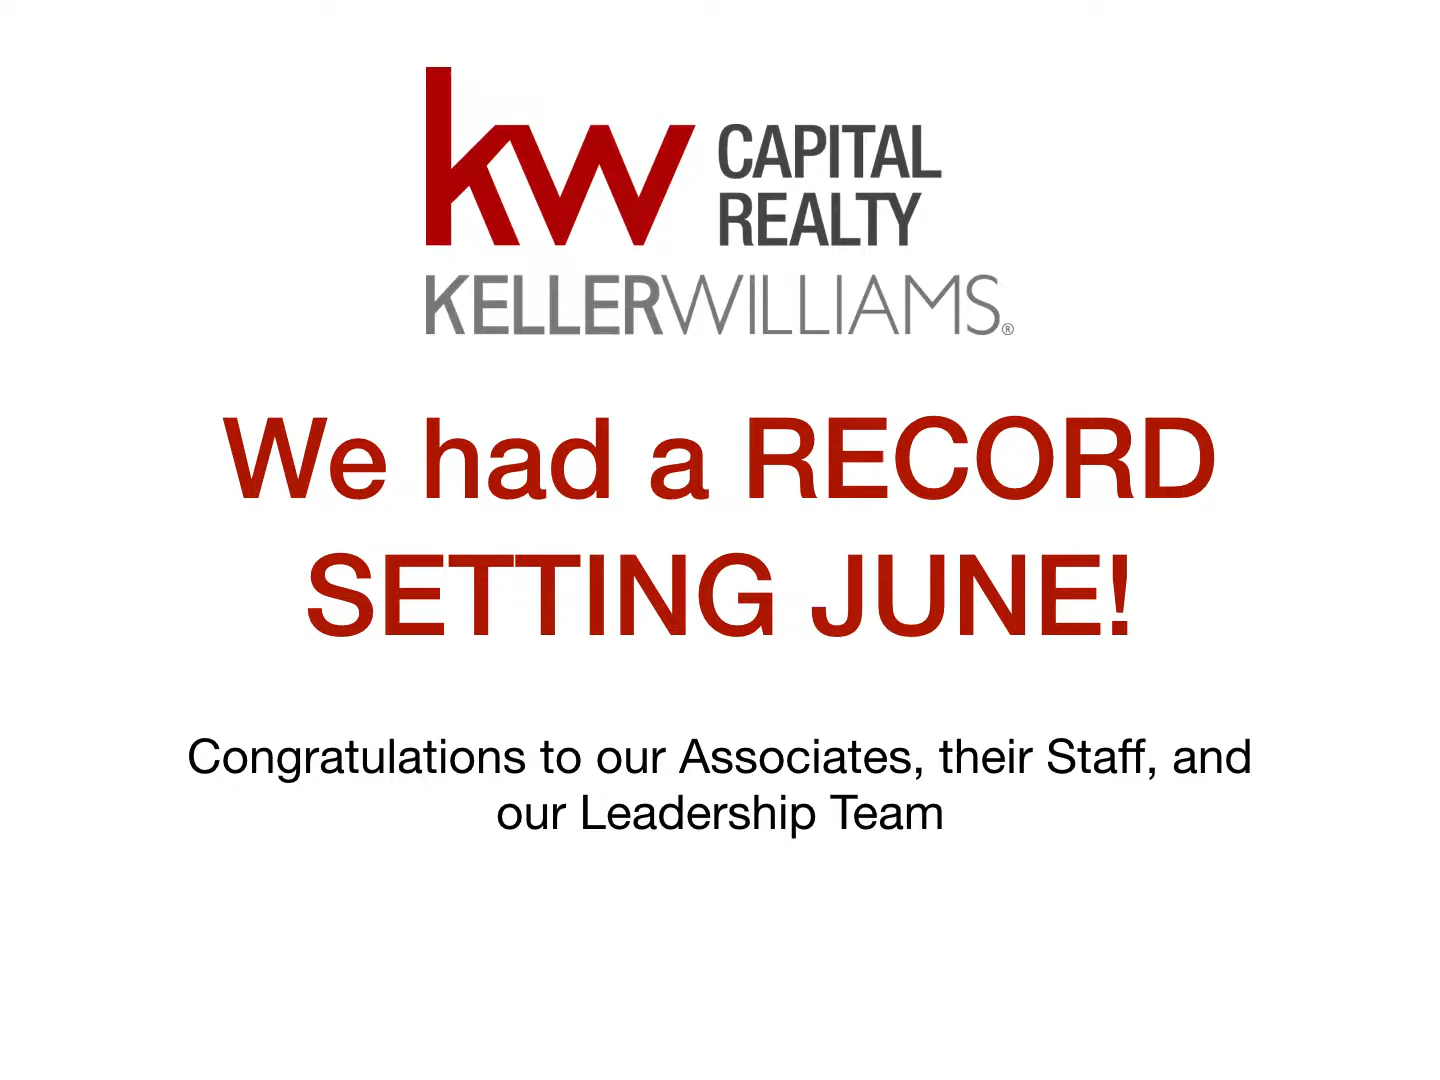 kw CAPITAL
REALTY
KELLERWILLIAMS.®
We had a RECORD
SETTING JUNE!
Congratulations to our Associates, their Staff, and
our Leadership Team